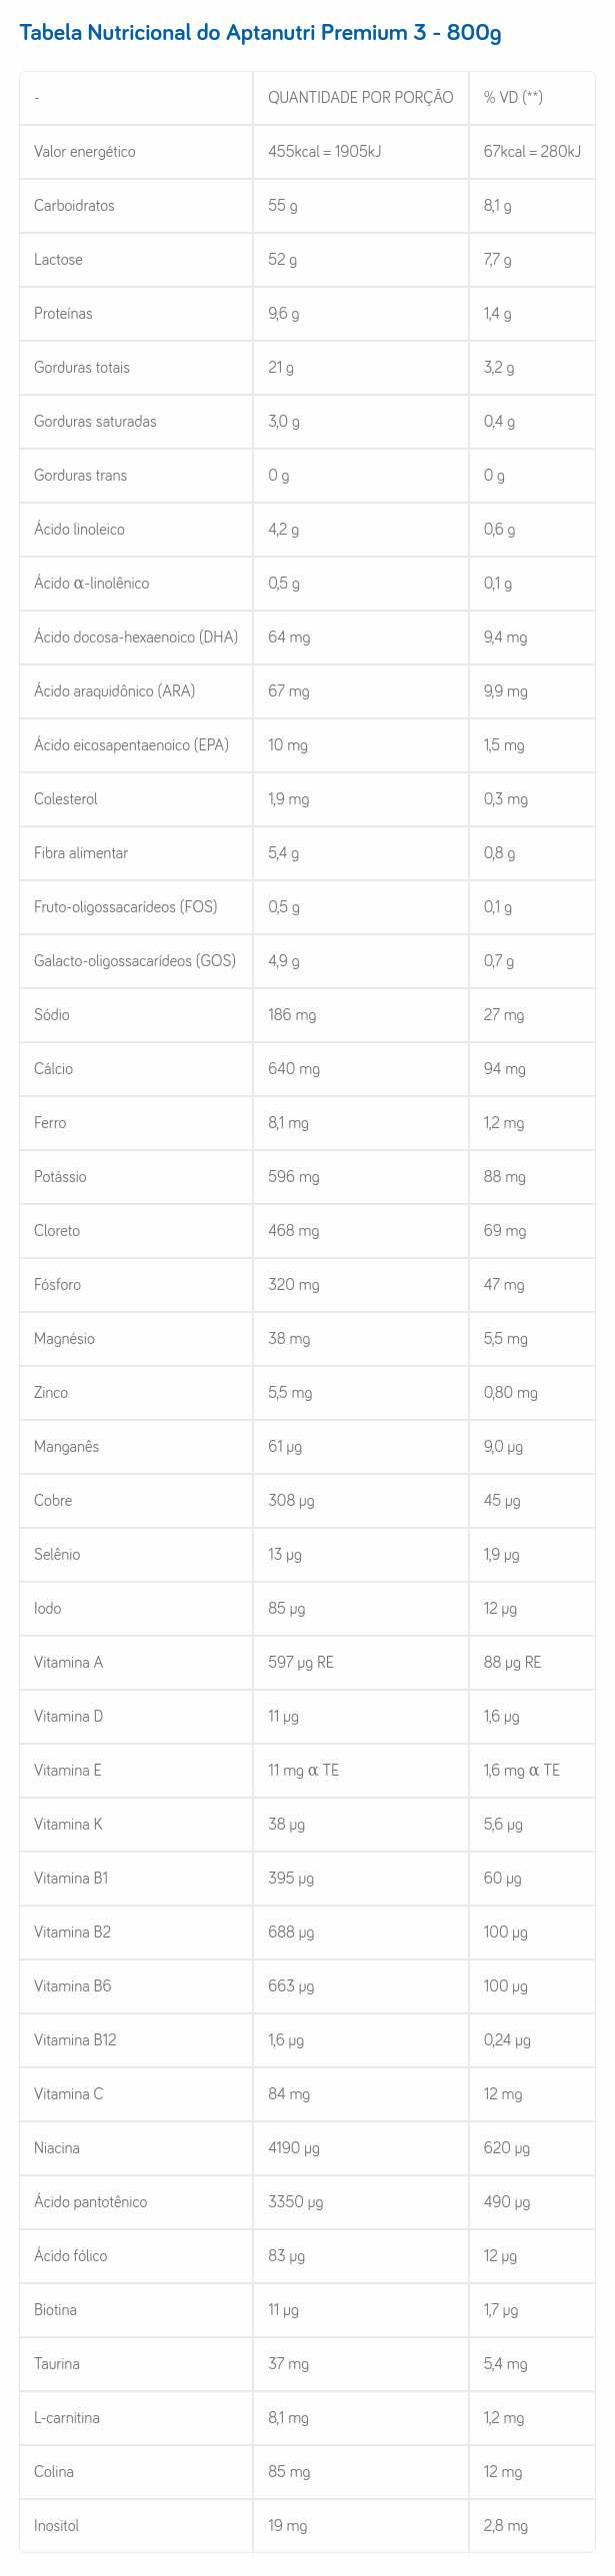 Tabela Nutricional do Aptanutri Premium 3 - 800g
- QUANTIDADE POR PORÇÃO % VD (**)
Valor energético 455kcal = 1905kJ 67kcal = 280kJ
Carboidratos 55 g 8,1 g
Lactose 52 g 7,7 g
Proteínas 9,6 g 1,4 g
Gorduras totais 21 g 3,2 g
Gorduras saturadas 3,0 g 0,4 g
Gorduras trans 0 g 0 g
Ácido linoleico 4,2 g 0,6 g
Ácido α-linolênico 0,5 g 0,1 g
Ácido docosa-hexaenoico (DHA) 64 mg 9,4 mg
Ácido araquidônico (ARA) 67 mg 9,9 mg
Ácido eicosapentaenoico (EPA) 10 mg 1,5 mg
Colesterol 1,9 mg 0,3 mg
Fibra alimentar 5,4 g 0,8 g
Fruto-oligossacarídeos (FOS) 0,5 g 0,1 g
Galacto-oligossacarídeos (GOS) 4,9 g 0,7 g
Sódio 186 mg 27 mg
Cálcio 640 mg 94 mg
Ferro 8,1 mg 1,2 mg
Potássio 596 mg 88 mg
Cloreto 468 mg 69 mg
Fósforo 320 mg 47 mg
Magnésio 38 mg 5,5 mg
Zinco 5,5 mg 0,80 mg
Manganês 61 µg 9,0 µg
Cobre 308 µg 45 µg
Selênio 13 µg 1,9 µg
Iodo 85 µg 12 µg
Vitamina A 597 µg RE 88 µg RE
Vitamina D 11 µg 1,6 µg
Vitamina E 11 mg α TE 1,6 mg α TE
Vitamina K 38 µg 5,6 µg
Vitamina B1 395 µg 60 µg
Vitamina B2 688 µg 100 µg
Vitamina B6 663 µg 100 µg
Vitamina B12 1,6 µg 0,24 µg
Vitamina C 84 mg 12 mg
Niacina 4190 µg 620 µg
Ácido pantotênico 3350 µg 490 µg
Ácido fólico 83 µg 12 µg
Biotina 11 µg 1,7 µg
Taurina 37 mg 5,4 mg
L-carnitina 8,1 mg 1,2 mg
Colina 85 mg 12 mg
Inositol 19 mg 2,8 mg